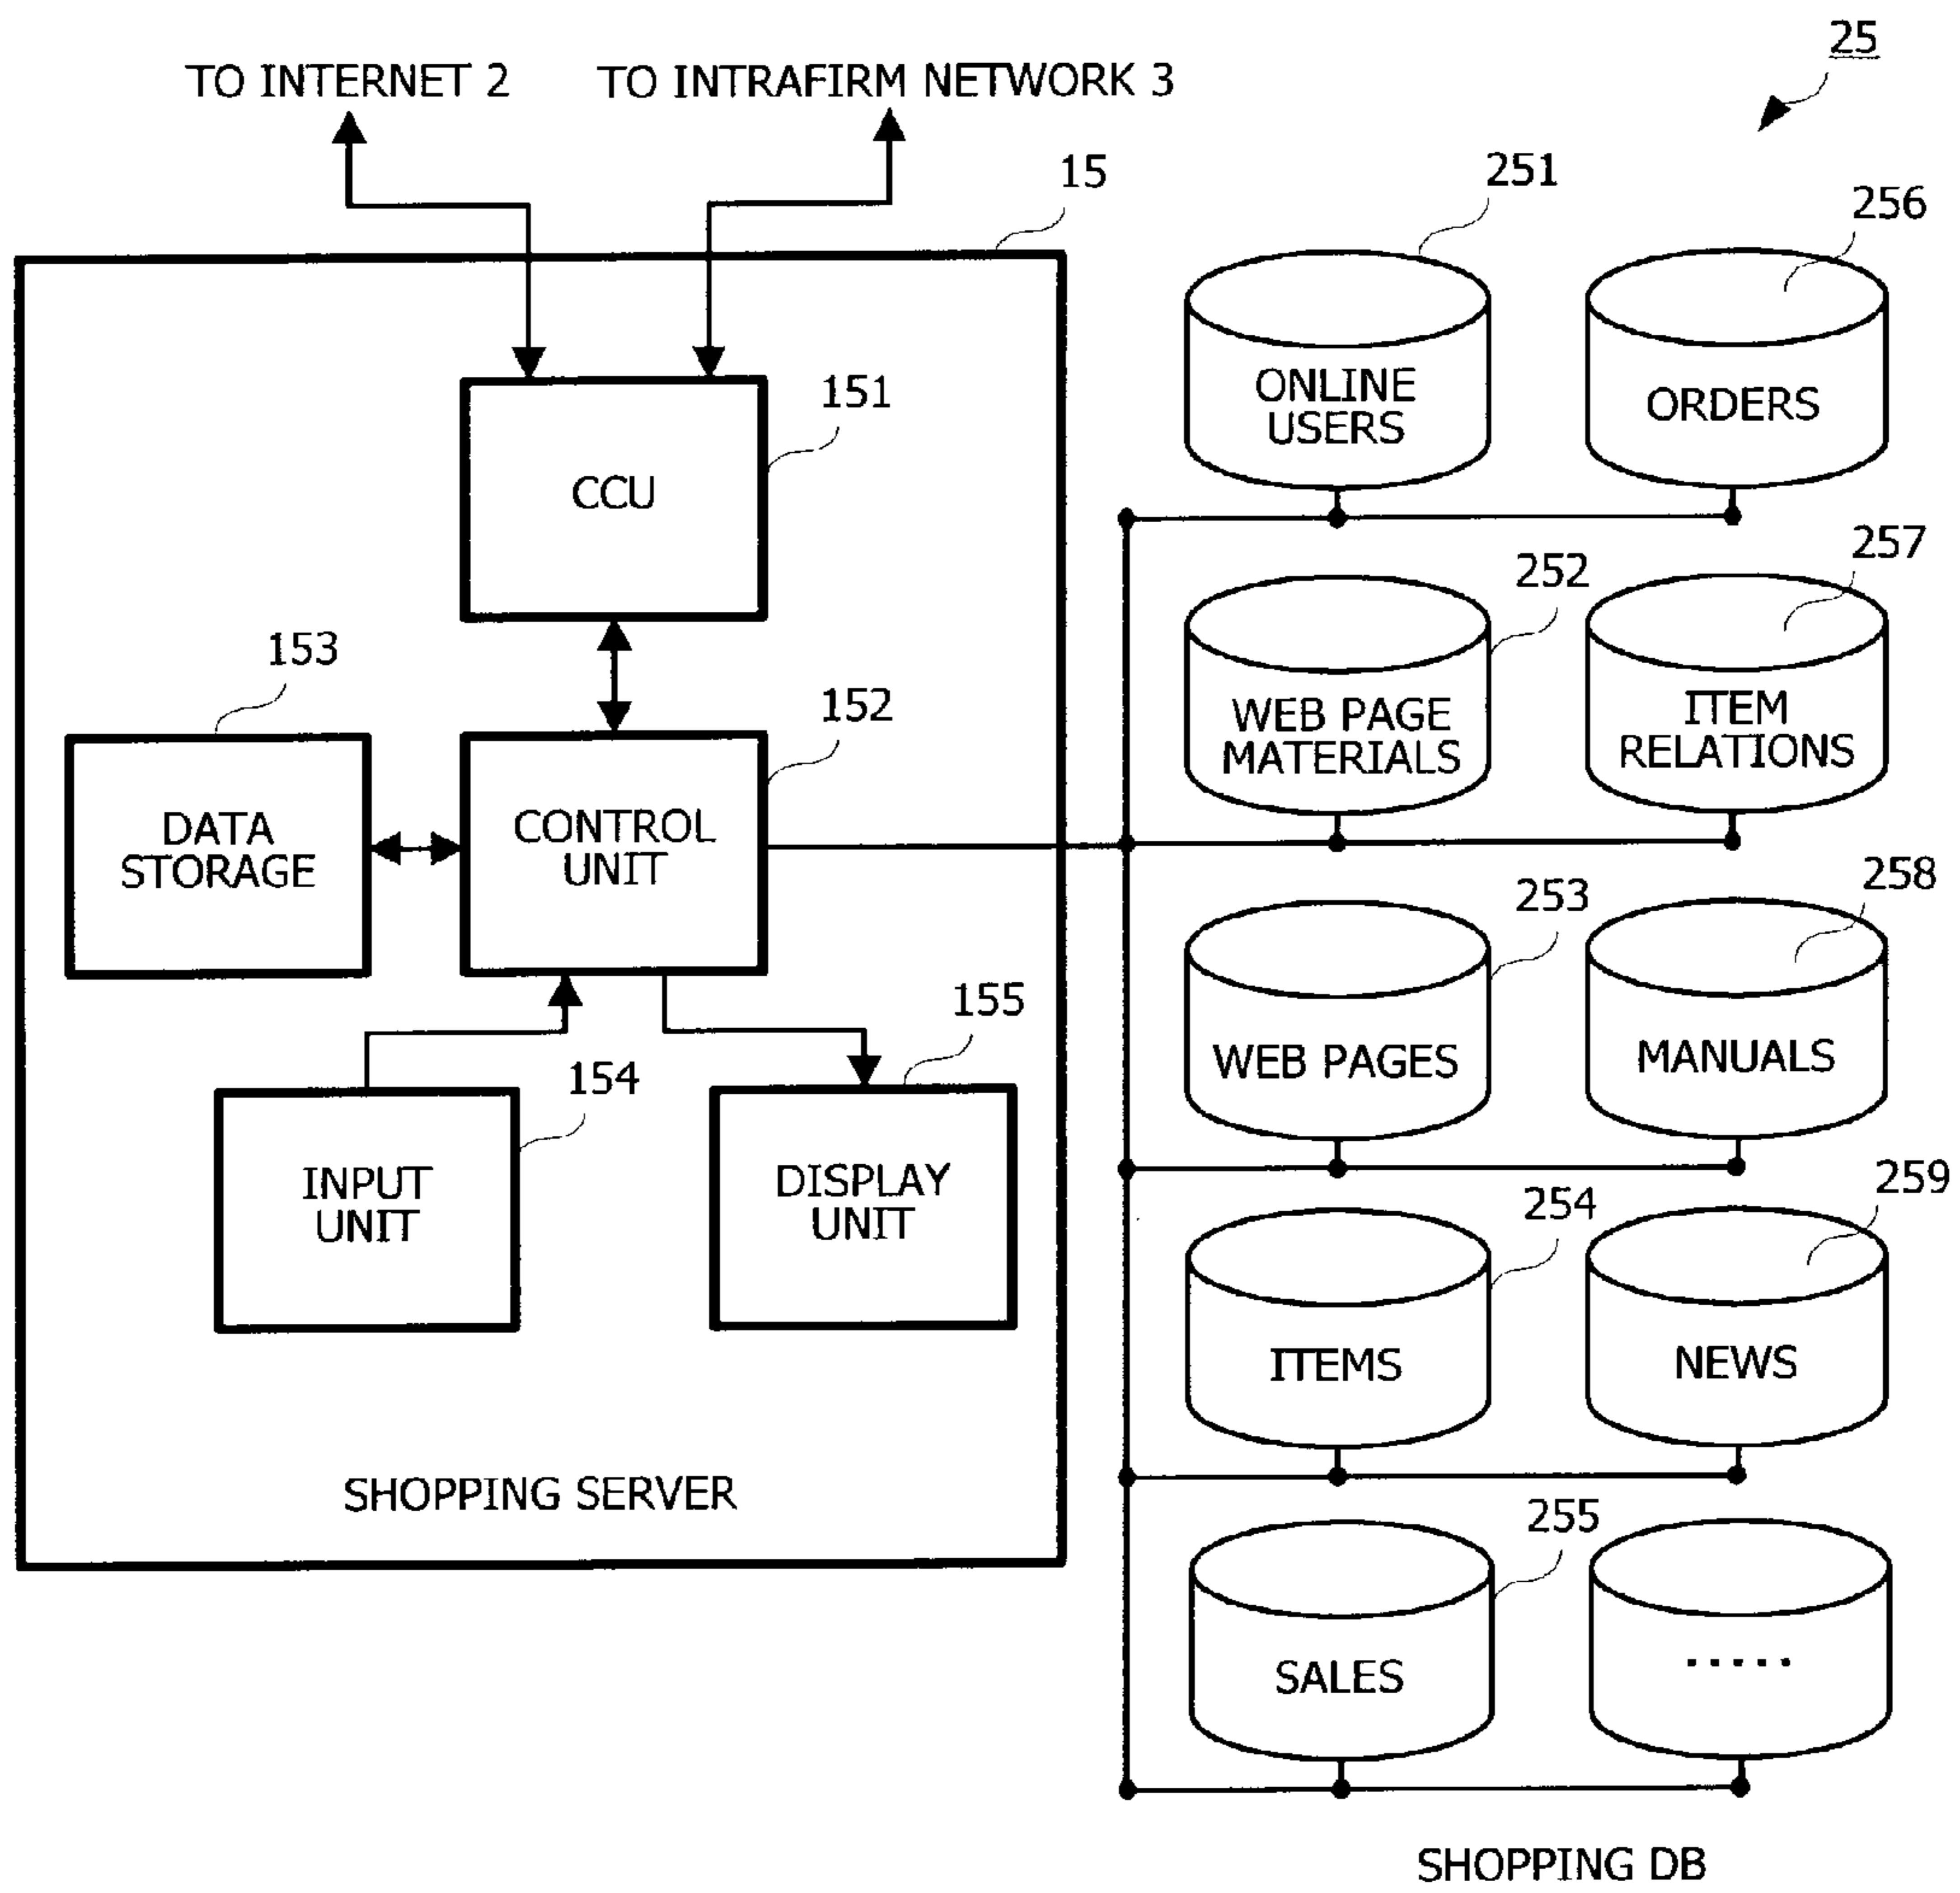 25
TO INTERNET 2
TO INTRAFIRM NETWORK 3
15
251
256
ONLINE
USERS
ORDERS
151
CCU
252
257
WEB PAGE
MATERIALS
ITEM
RELATIONS
153
152
DATA
STORAGE
CONTROL
UNIT
253
258
WEB PAGES
MANUALS
154
155
INPUT
UNIT
DISPLAY
UNIT
254
259
ITEMS
NEWS
255
SALES
.....
SHOPPING SERVER
SHOPPING DB